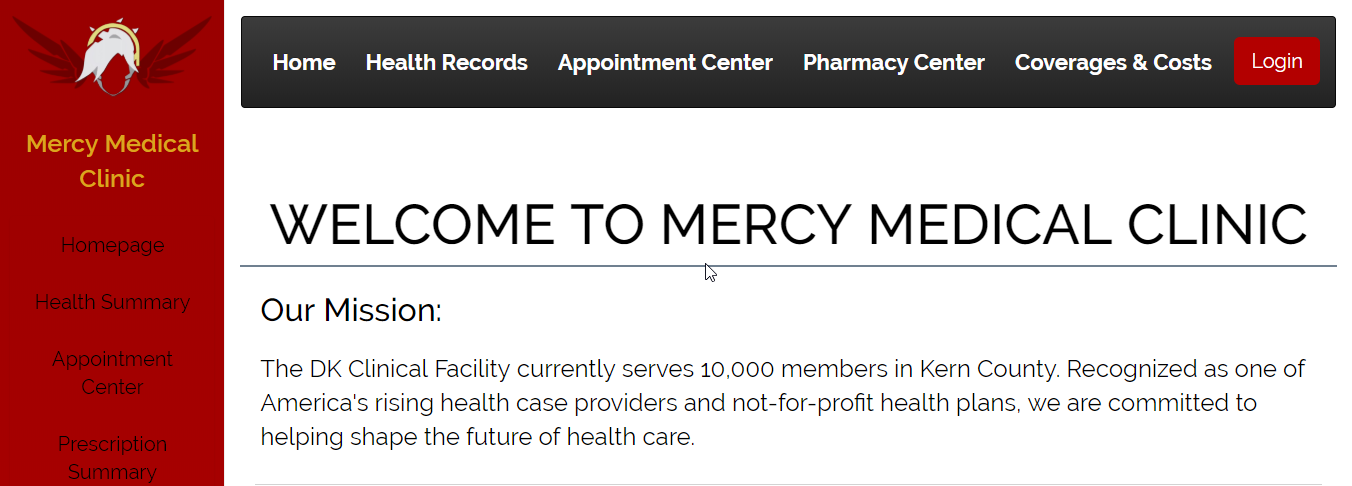 Mercy Medical
Clinic
Homepage
Health Summary
Appointment
Center
Prescription
Summary
Home Health Records Appointment Center Pharmacy Center Coverages & Costs Login
WELCOME TO MERCY MEDICAL CLINIC
Our Mission:
The DK Clinical Facility currently serves 10,000 members in Kern County. Recognized as one of
America's rising health case providers and not-for-profit health plans, we are committed to
helping shape the future of health care.